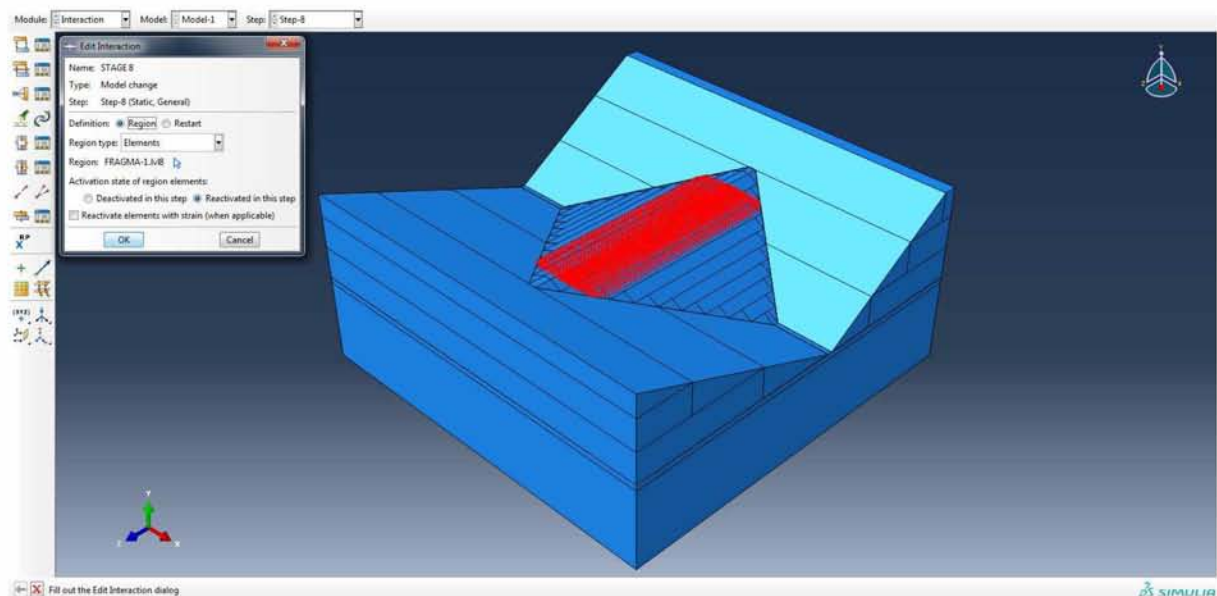 Module: Interaction Model: Model-1 Step: Step-8
Edit Interaction
Name: STAGE 8
Type: Model change
Step: Step-8 (Static, General)
Definition: Region Restart
Region type: Elements
Region: FRAGMA-1.lvl8
Activation state of region elements:
Deactivated in this step Reactivated in this step
Reactivate elements with strain (when applicable)
OK Cancel
RP
(XYZ)
Y
Z X
Y
Z X
Fill out the Edit Interaction dialog
SIMULIA